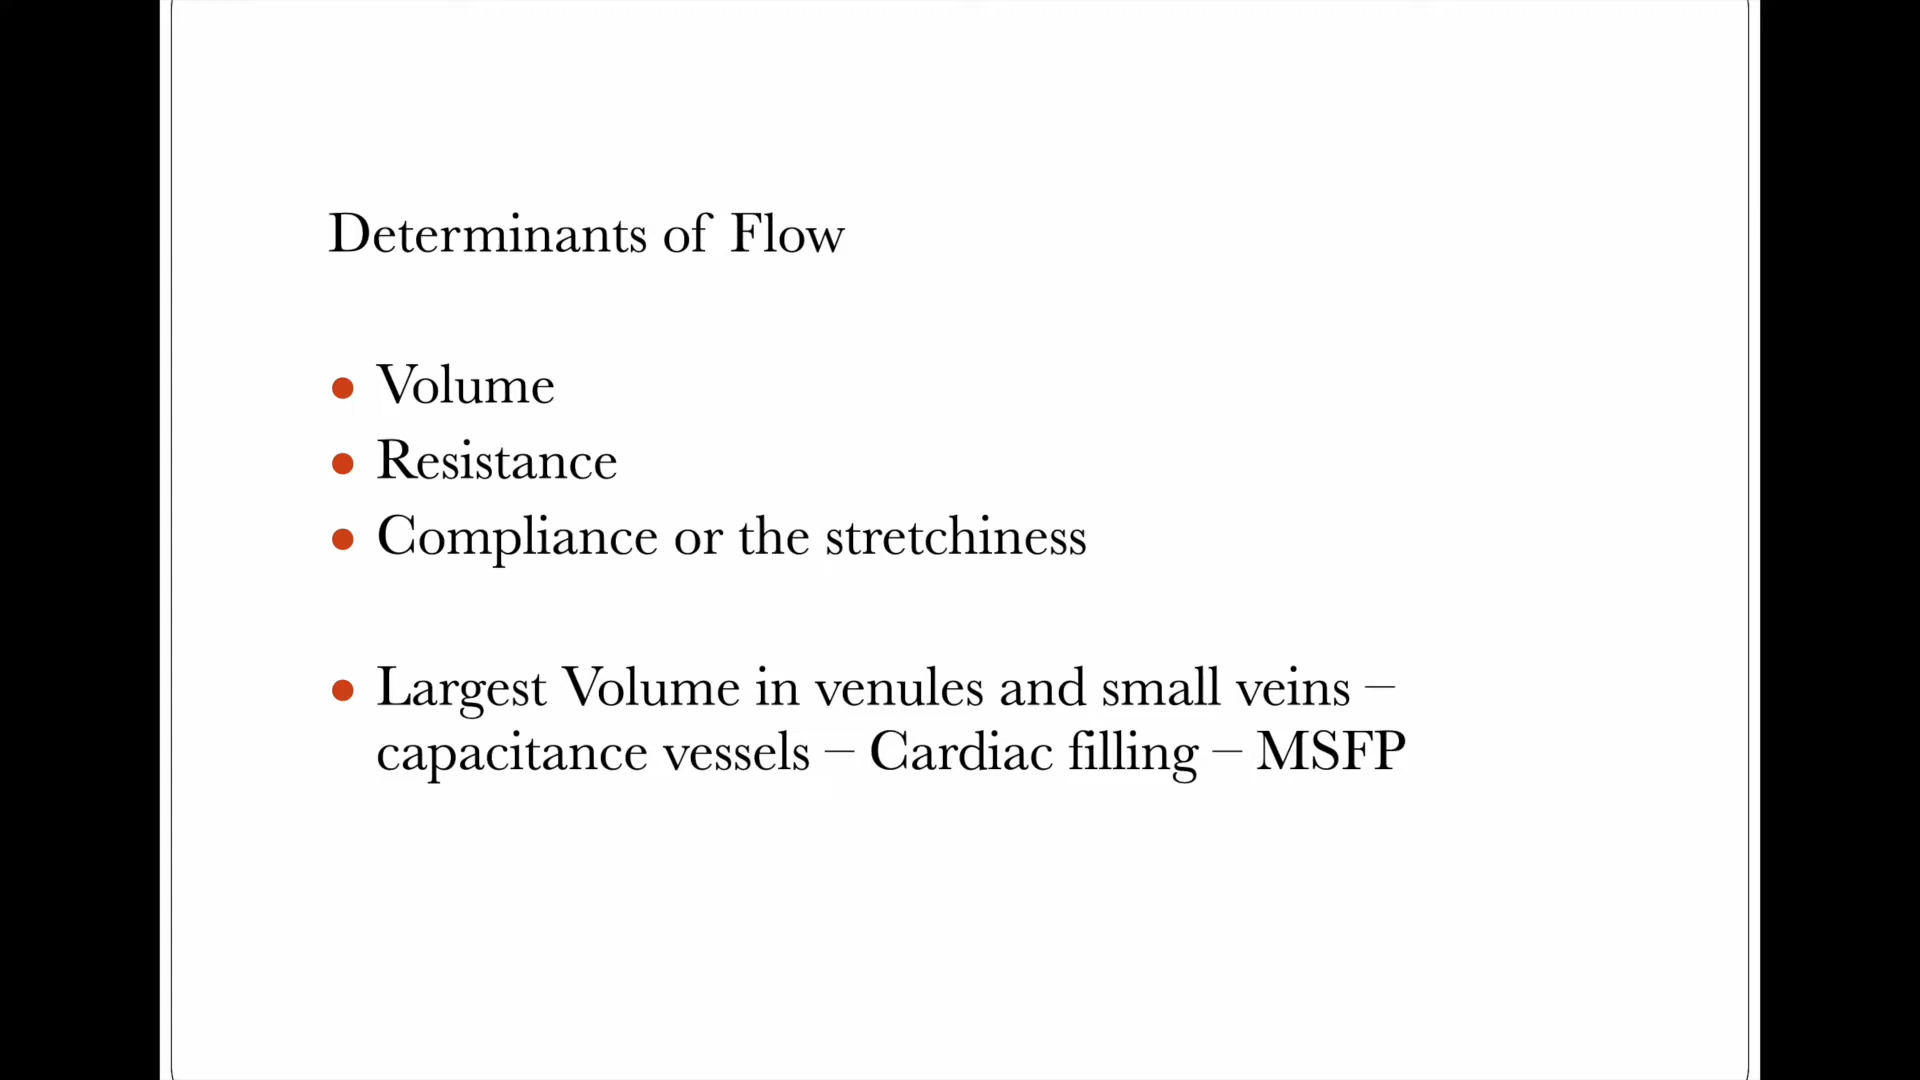 Determinants of Flow
• Volume
• Resistance
• Compliance or the stretchiness
• Largest Volume in venules and small veins –
capacitance vessels – Cardiac filling – MSFP